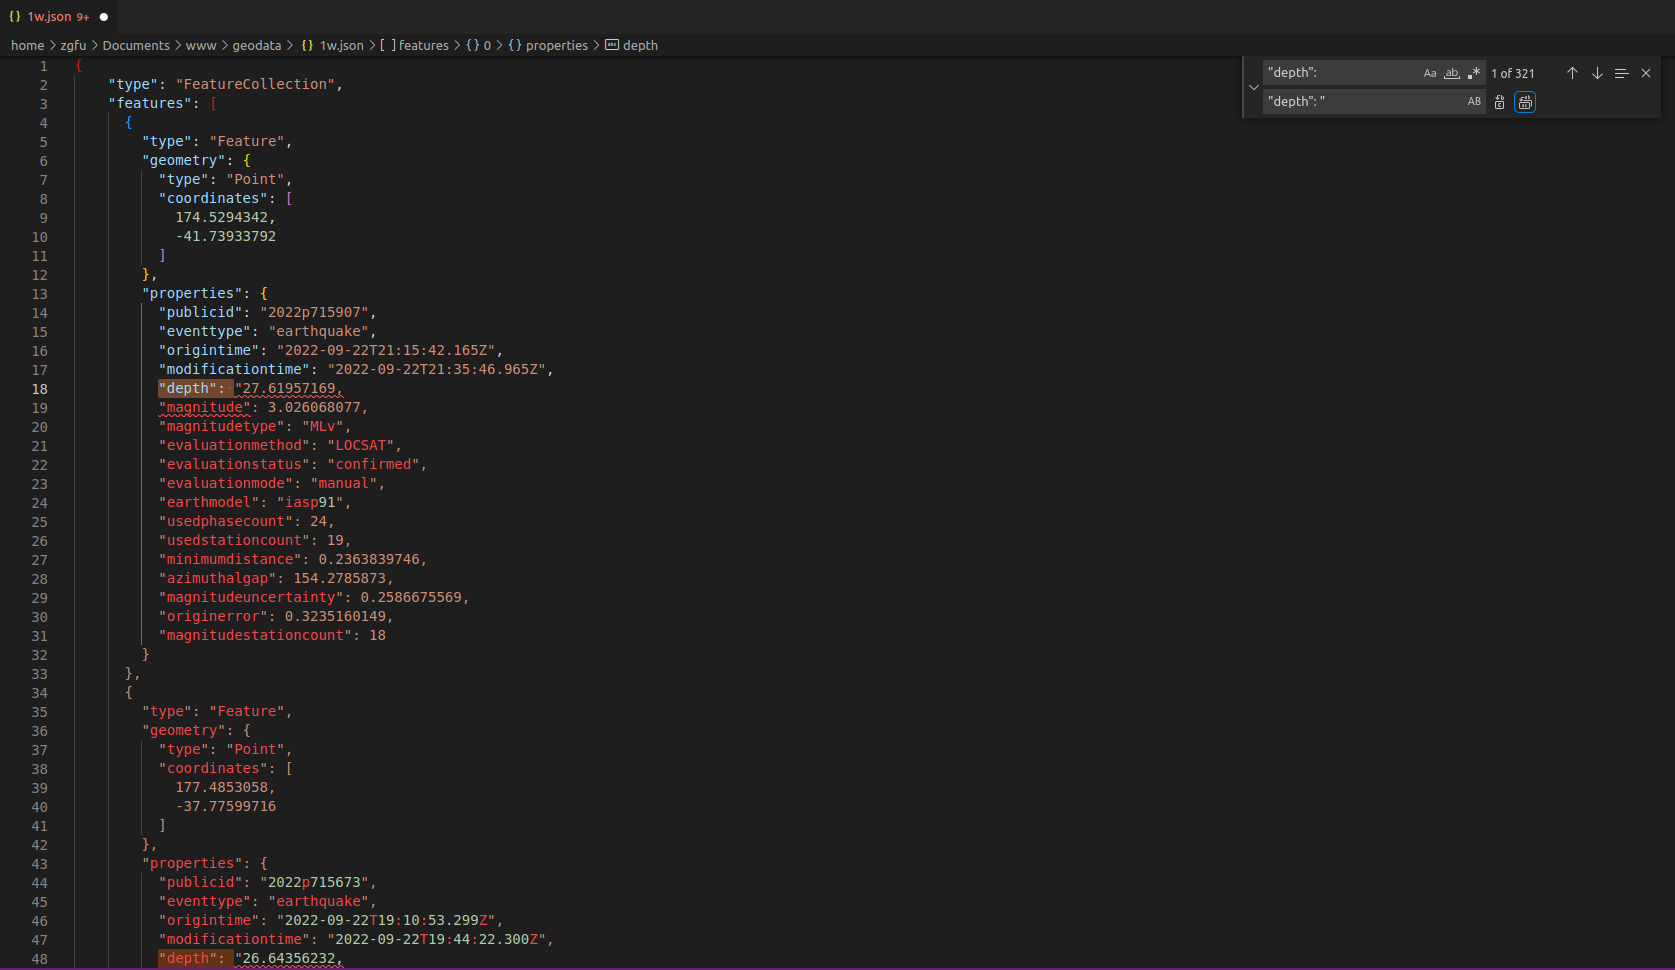 {} 1w.json 9+ ●
home > zgfu > Documents > www > geodata > {} 1w.json > [ ] features > {} 0 > {} properties > abc depth
"depth": Aa ab .* 1 of 321
"depth": " AB
1 {
2 "type": "FeatureCollection",
3 "features": [
4 {
5 "type": "Feature",
6 "geometry": {
7 "type": "Point",
8 "coordinates": [
9 174.5294342,
10 -41.73933792
11 ]
12 },
13 "properties": {
14 "publicid": "2022p715907",
15 "eventtype": "earthquake",
16 "origintime": "2022-09-22T21:15:42.165Z",
17 "modificationtime": "2022-09-22T21:35:46.965Z",
18 "depth": "27.61957169,
19 "magnitude": 3.026068077,
20 "magnitudetype": "MLv",
21 "evaluationmethod": "LOCSAT",
22 "evaluationstatus": "confirmed",
23 "evaluationmode": "manual",
24 "earthmodel": "iasp91",
25 "usedphasecount": 24,
26 "usedstationcount": 19,
27 "minimumdistance": 0.2363839746,
28 "azimuthalgap": 154.2785873,
29 "magnitudeuncertainty": 0.2586675569,
30 "originerror": 0.3235160149,
31 "magnitudestationcount": 18
32 }
33 },
34 {
35 "type": "Feature",
36 "geometry": {
37 "type": "Point",
38 "coordinates": [
39 177.4853058,
40 -37.77599716
41 ]
42 },
43 "properties": {
44 "publicid": "2022p715673",
45 "eventtype": "earthquake",
46 "origintime": "2022-09-22T19:10:53.299Z",
47 "modificationtime": "2022-09-22T19:44:22.300Z",
48 "depth": "26.64356232,